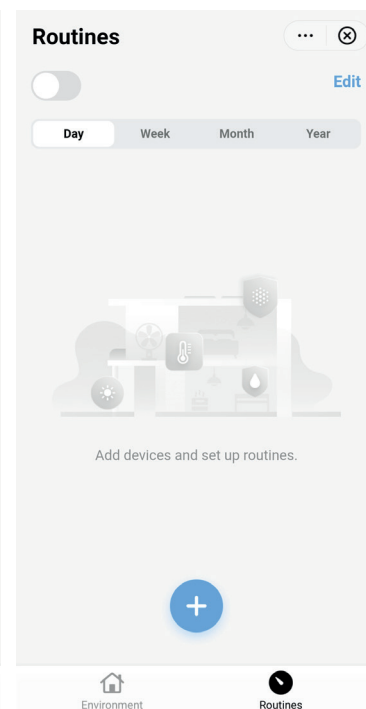 Routines
Edit
Day Week Month Year
Add devices and set up routines.
Environment Routines